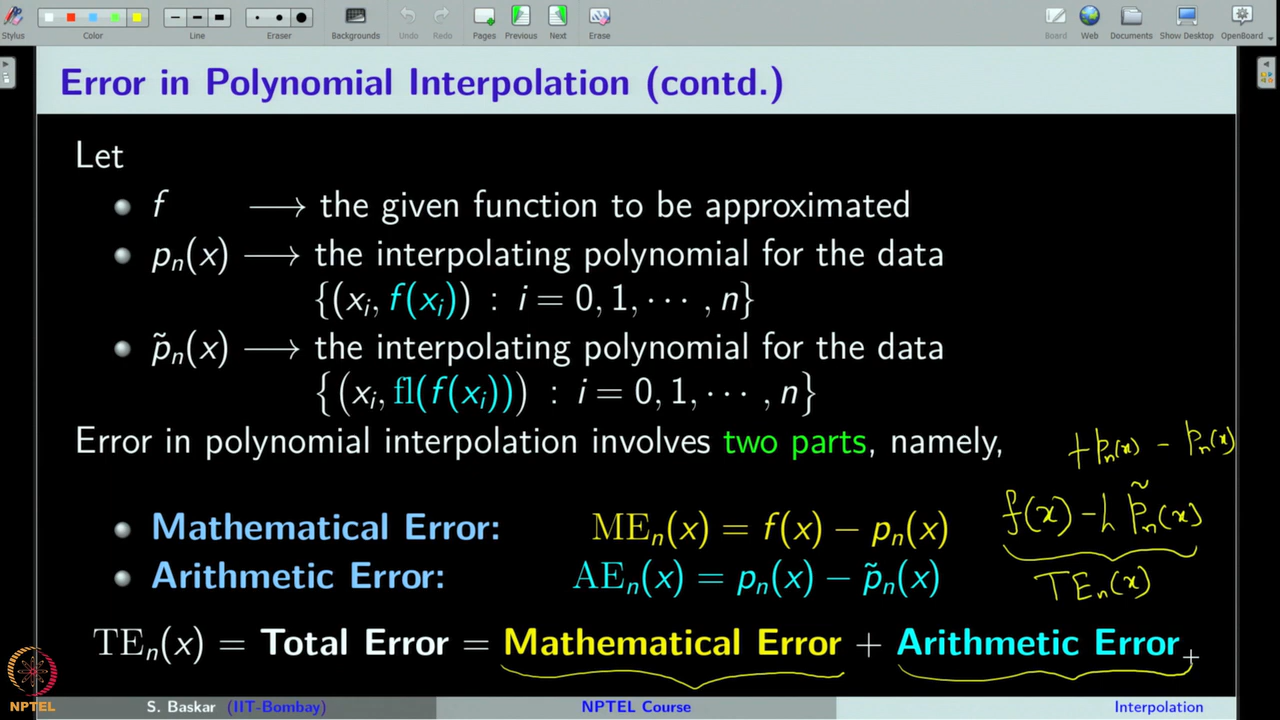 Stylus Color Line Eraser Backgrounds Undo Redo Pages Previous Next Erase Board Web Documents Show Desktop OpenBoard
Error in Polynomial Interpolation (contd.)
Let
f ⟶ the given function to be approximated
pₙ(x) ⟶ the interpolating polynomial for the data
{(xᵢ, f(xᵢ)) : i = 0, 1, ⋯ , n}
p̃ₙ(x) ⟶ the interpolating polynomial for the data
{(xᵢ, fl(f(xᵢ))) : i = 0, 1, ⋯ , n}
Error in polynomial interpolation involves two parts, namely,
+pₙ(x) − pₙ(x)
Mathematical Error: MEₙ(x) = f(x) − pₙ(x)
f(x) − p̃ₙ(x)
Arithmetic Error: AEₙ(x) = pₙ(x) − p̃ₙ(x)
TEₙ(x)
TEₙ(x) = Total Error = Mathematical Error + Arithmetic Error
NPTEL
S. Baskar (IIT-Bombay) NPTEL Course Interpolation